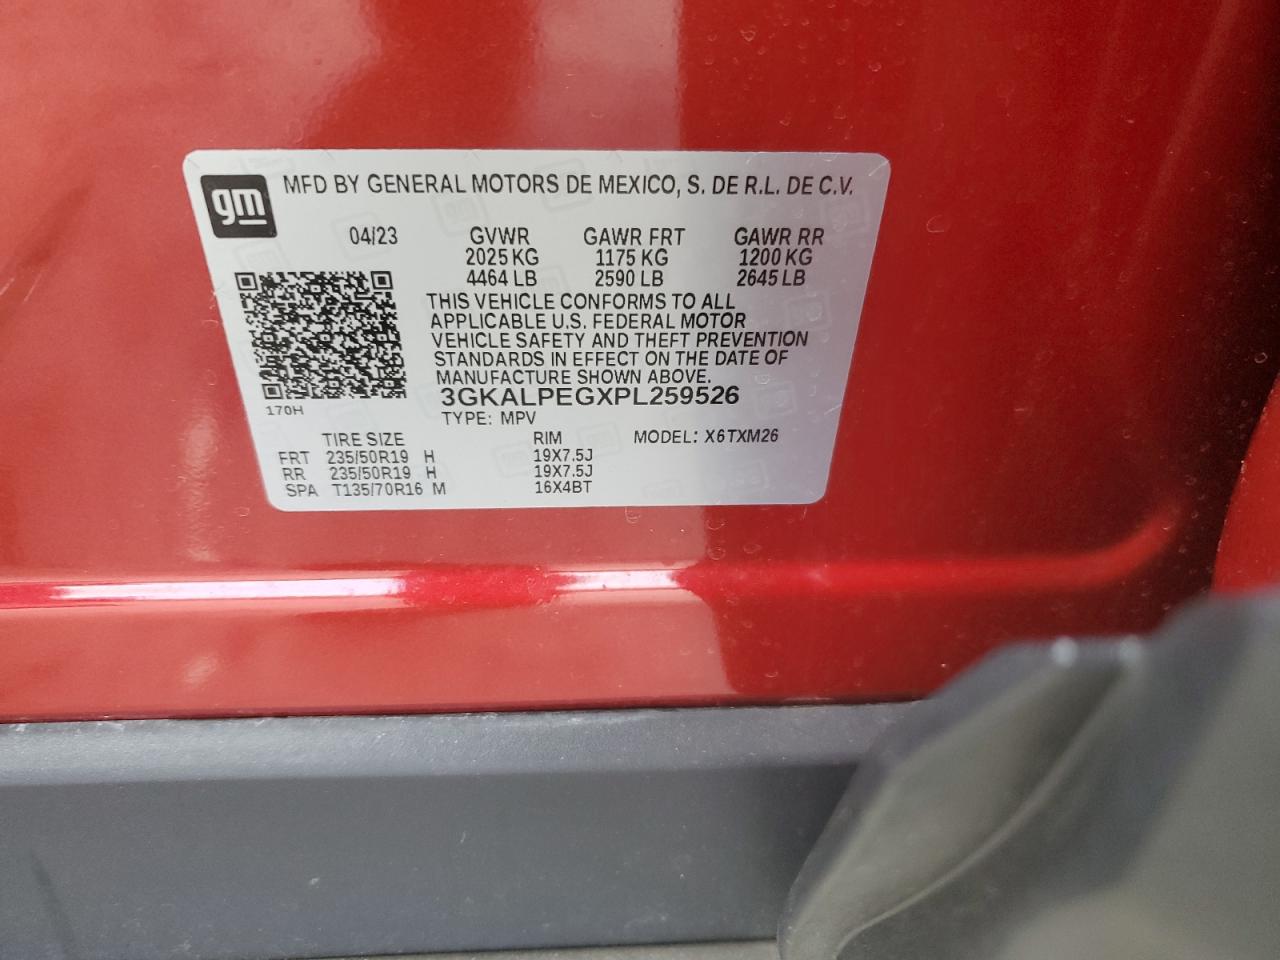 gm
MFD BY GENERAL MOTORS DE MEXICO, S. DE R.L. DE C.V.
04/23 GVWR GAWR FRT GAWR RR
2025 KG 1175 KG 1200 KG
4464 LB 2590 LB 2645 LB
THIS VEHICLE CONFORMS TO ALL
APPLICABLE U.S. FEDERAL MOTOR
VEHICLE SAFETY AND THEFT PREVENTION
STANDARDS IN EFFECT ON THE DATE OF
MANUFACTURE SHOWN ABOVE.
3GKALPEGXPL259526
170H
TYPE: MPV
TIRE SIZE RIM MODEL: X6TXM26
FRT 235/50R19 H 19X7.5J
RR 235/50R19 H 19X7.5J
SPA T135/70R16 M 16X4BT